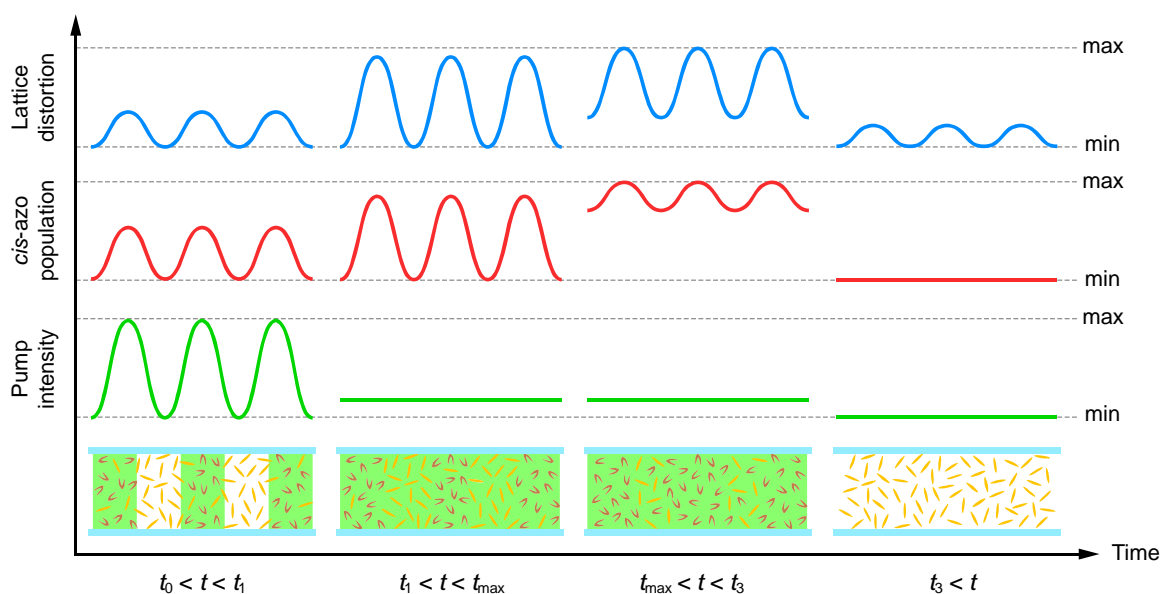 Lattice
distortion
max
min
cis-azo
population
max
min
Pump
intensity
max
min
Time
t₀ < t < t₁
t₁ < t < tₘₐₓ
tₘₐₓ < t < t₃
t₃ < t